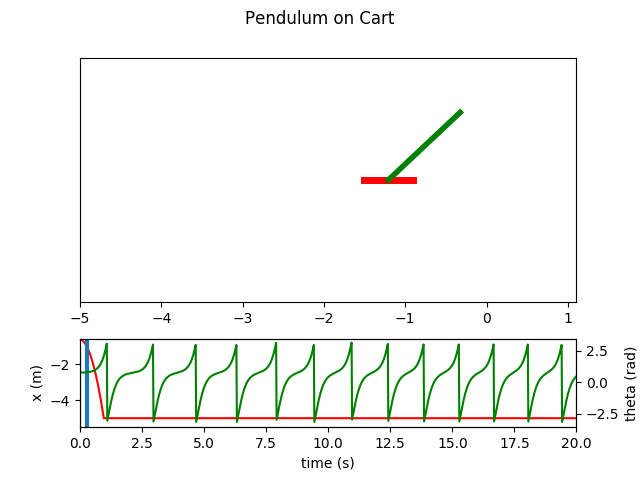 Pendulum on Cart
−5 −4 −3 −2 −1 0 1
x (m)
−2
−4
2.5
0.0
−2.5
theta (rad)
0.0 2.5 5.0 7.5 10.0 12.5 15.0 17.5 20.0
time (s)